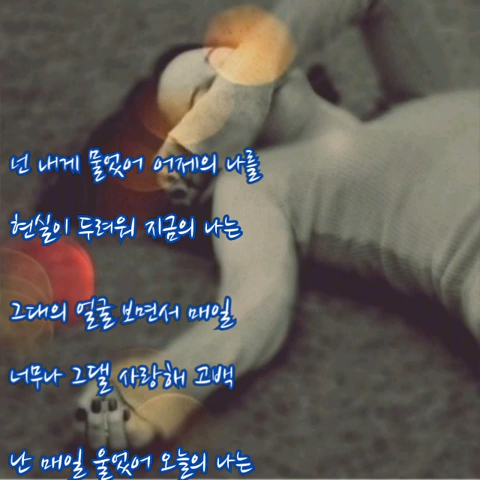 넌 내게 물었어 어제의 나를
현실이 두려워 지금의 나는
그대의 얼굴 보면서 매일
너무나 그댈 사랑해 고백
난 매일 울었어 오늘의 나는